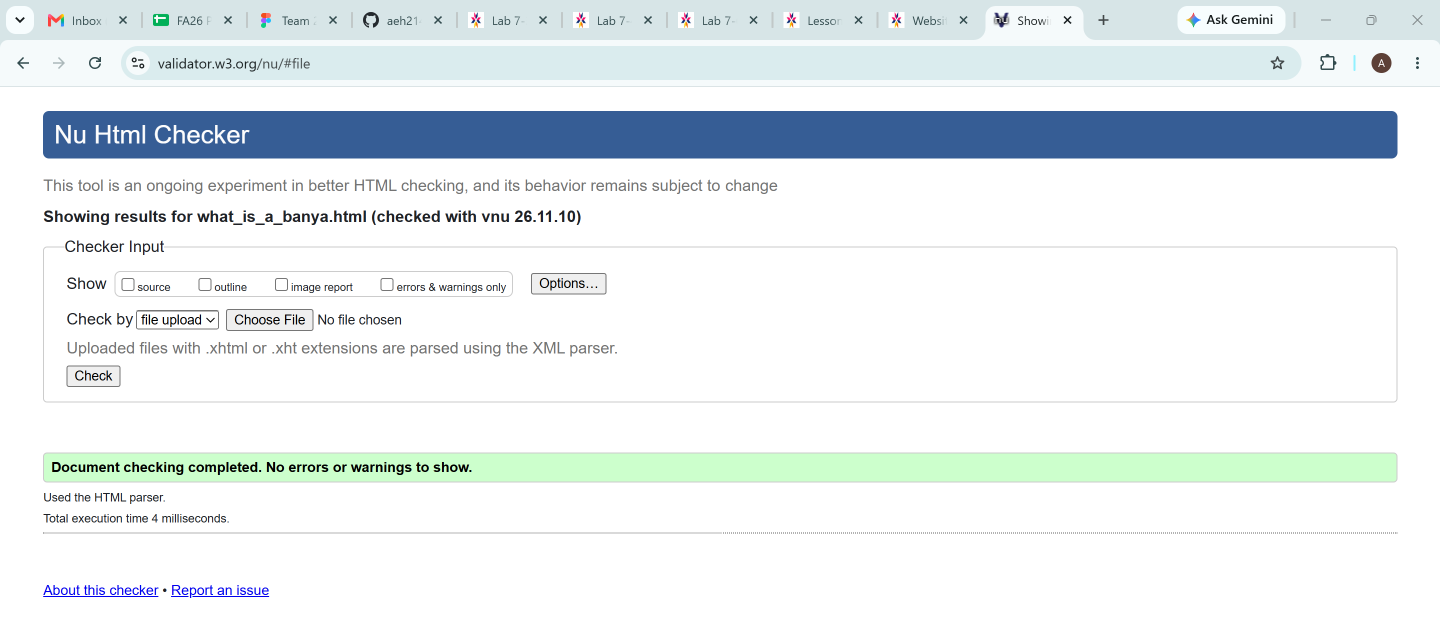 Inbox
FA26 F
Team 2
aeh21
Lab 7-
Lab 7-
Lab 7-
Lesson
Websit
Showi
Ask Gemini
validator.w3.org/nu/#file
A
Nu Html Checker
This tool is an ongoing experiment in better HTML checking, and its behavior remains subject to change
Showing results for what_is_a_banya.html (checked with vnu 26.11.10)
Checker Input
Show source outline image report errors & warnings only Options...
Check by file upload Choose File No file chosen
Uploaded files with .xhtml or .xht extensions are parsed using the XML parser.
Check
Document checking completed. No errors or warnings to show.
Used the HTML parser.
Total execution time 4 milliseconds.
About this checker • Report an issue